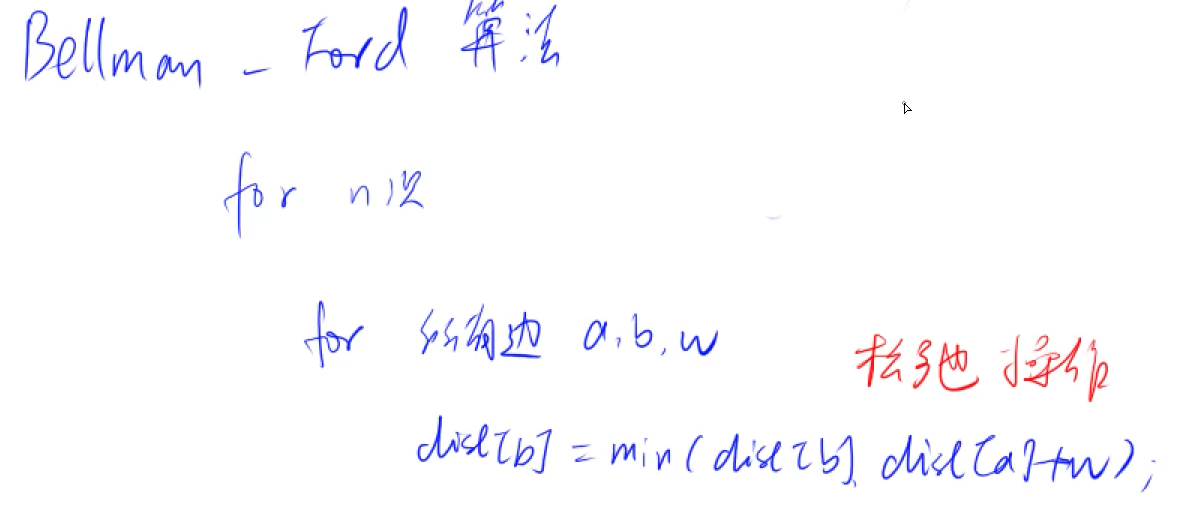 Bellman - Ford 算法
for n次
for 所有边 a, b, w
松弛操作
dist[b] = min(dist[b], dist[a]+w);